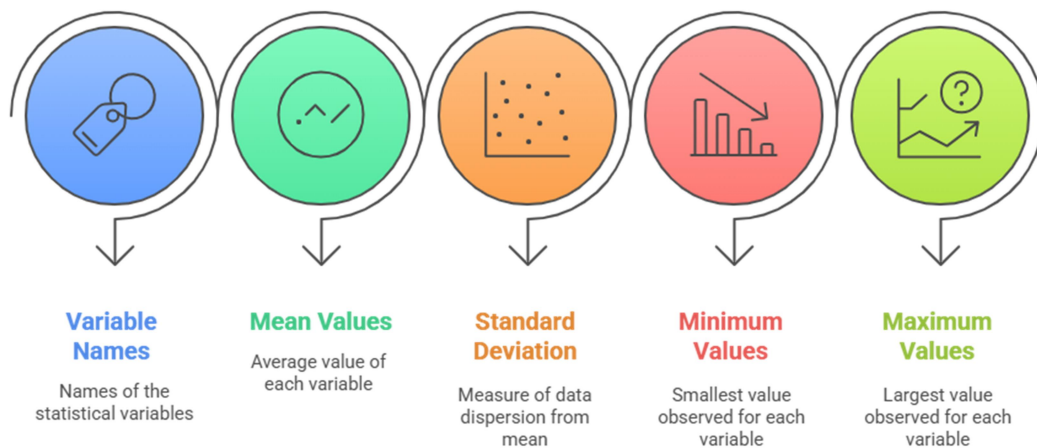 Variable
Names
Names of the
statistical variables
Mean Values
Average value of
each variable
Standard
Deviation
Measure of data
dispersion from
mean
Minimum
Values
Smallest value
observed for each
variable
Maximum
Values
Largest value
observed for each
variable
?